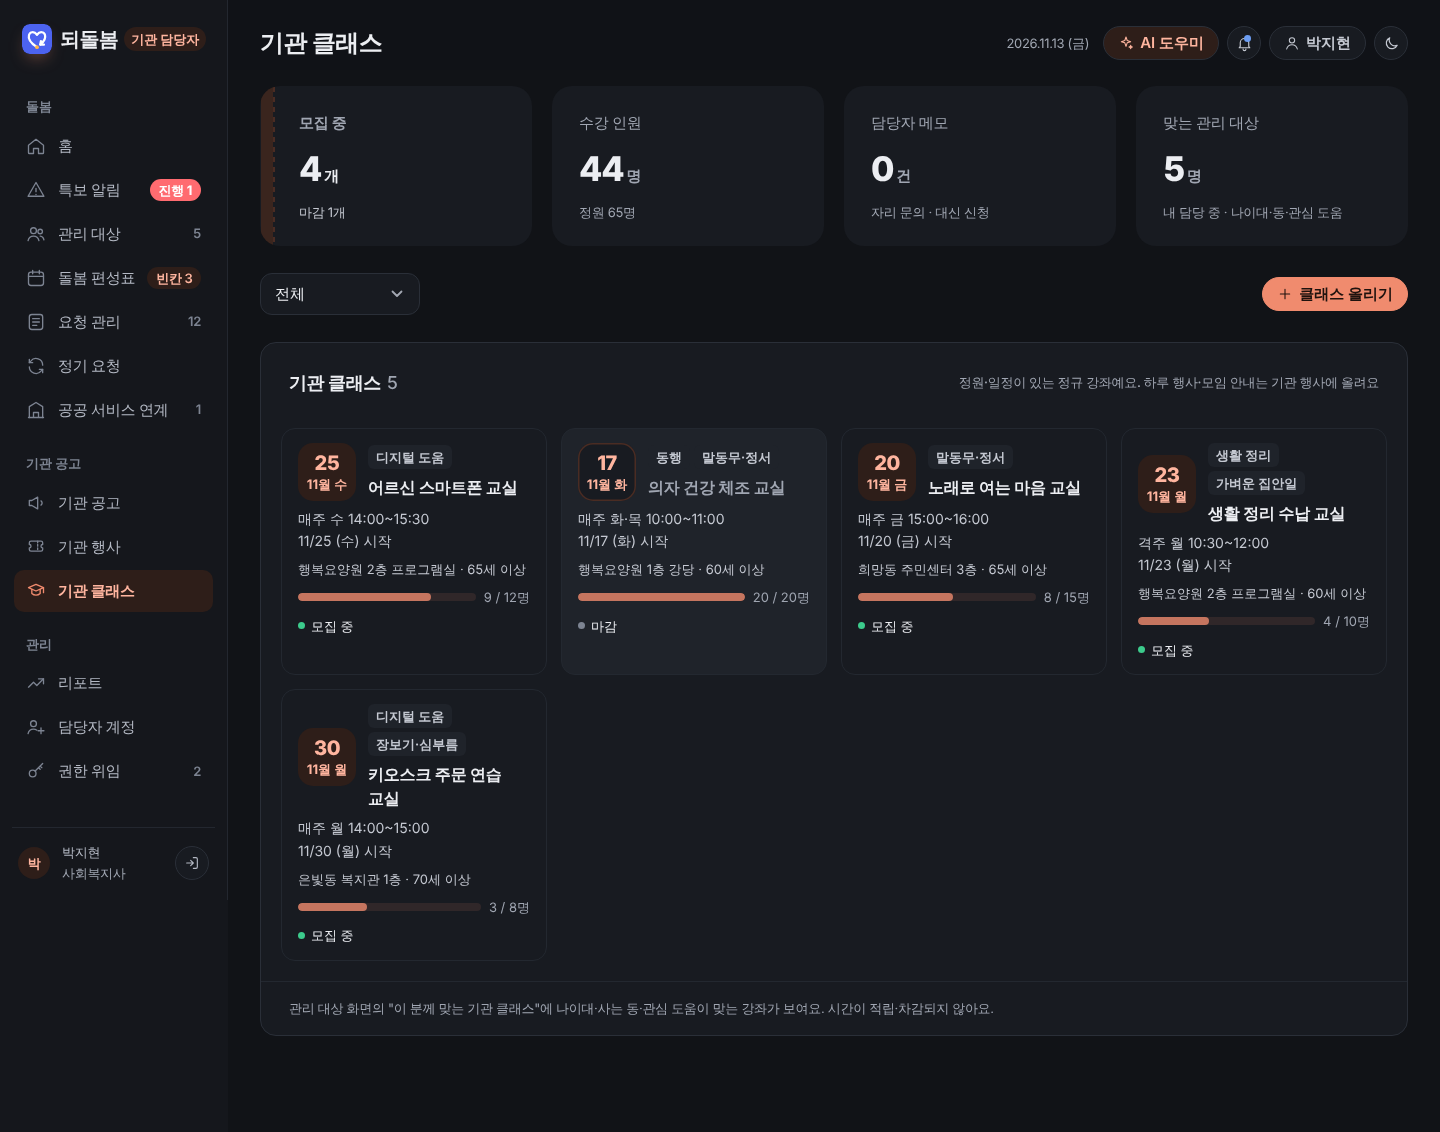 되돌봄 기관 담당자
돌봄
홈
특보 알림 진행 1
관리 대상 5
돌봄 편성표 빈칸 3
요청 관리 12
정기 요청
공공 서비스 연계 1
기관 공고
기관 공고
기관 행사
기관 클래스
관리
리포트
담당자 계정
권한 위임 2
박 박지현
사회복지사
기관 클래스
2026.11.13 (금) AI 도우미 박지현
모집 중
4개
마감 1개
수강 인원
44명
정원 65명
담당자 메모
0건
자리 문의 · 대신 신청
맞는 관리 대상
5명
내 담당 중 · 나이대·동·관심 도움
전체
클래스 올리기
기관 클래스 5
정원·일정이 있는 정규 강좌예요. 하루 행사·모임 안내는 기관 행사에 올려요
25
11월 수
디지털 도움
어르신 스마트폰 교실
매주 수 14:00~15:30
11/25 (수) 시작
행복요양원 2층 프로그램실 · 65세 이상
9 / 12명
모집 중
17
11월 화
동행 말동무·정서
의자 건강 체조 교실
매주 화·목 10:00~11:00
11/17 (화) 시작
행복요양원 1층 강당 · 60세 이상
20 / 20명
마감
20
11월 금
말동무·정서
노래로 여는 마음 교실
매주 금 15:00~16:00
11/20 (금) 시작
희망동 주민센터 3층 · 65세 이상
8 / 15명
모집 중
23
11월 월
생활 정리
가벼운 집안일
생활 정리 수납 교실
격주 월 10:30~12:00
11/23 (월) 시작
행복요양원 2층 프로그램실 · 60세 이상
4 / 10명
모집 중
30
11월 월
디지털 도움
장보기·심부름
키오스크 주문 연습
교실
매주 월 14:00~15:00
11/30 (월) 시작
은빛동 복지관 1층 · 70세 이상
3 / 8명
모집 중
관리 대상 화면의 "이 분께 맞는 기관 클래스"에 나이대·사는 동·관심 도움이 맞는 강좌가 보여요. 시간이 적립·차감되지 않아요.